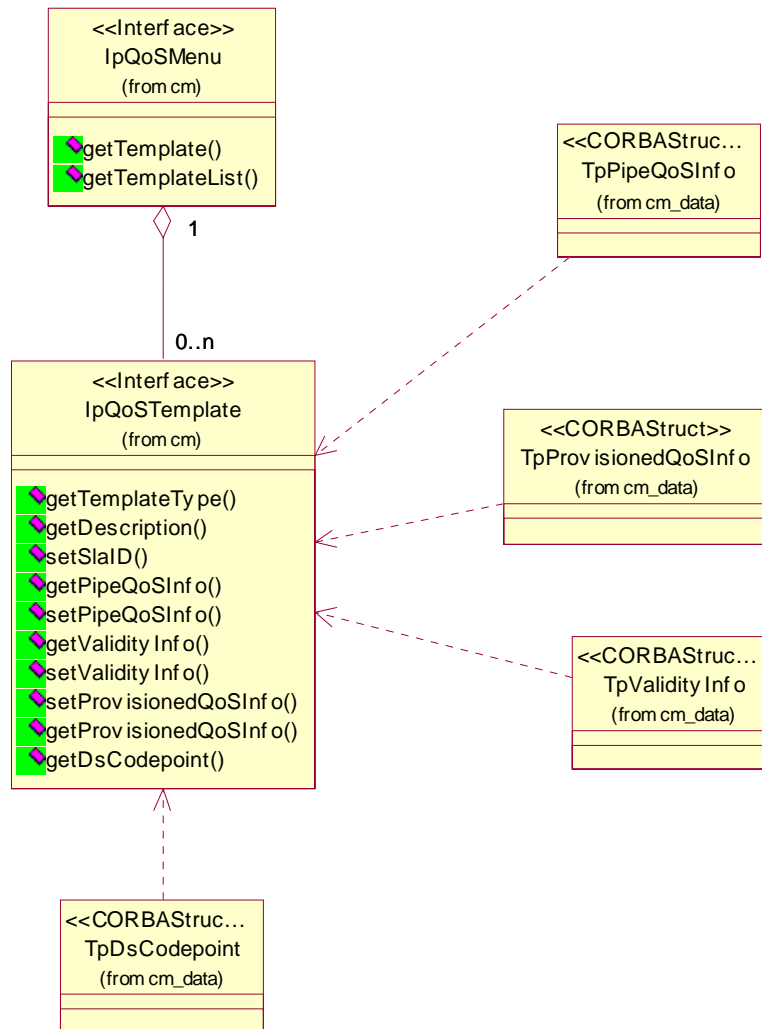 <<Interface>>
IpQoSMenu
(from cm)
getTemplate()
getTemplateList()
1
0..n
<<Interface>>
IpQoSTemplate
(from cm)
getTemplateType()
getDescription()
setSlaID()
getPipeQoSInfo()
setPipeQoSInfo()
getValidityInfo()
setValidityInfo()
setProvisionedQoSInfo()
getProvisionedQoSInfo()
getDsCodepoint()
<<CORBAStruc...
TpPipeQoSInfo
(from cm_data)
<<CORBAStruct>>
TpProvisionedQoSInfo
(from cm_data)
<<CORBAStruc...
TpValidityInfo
(from cm_data)
<<CORBAStruc...
TpDsCodepoint
(from cm_data)